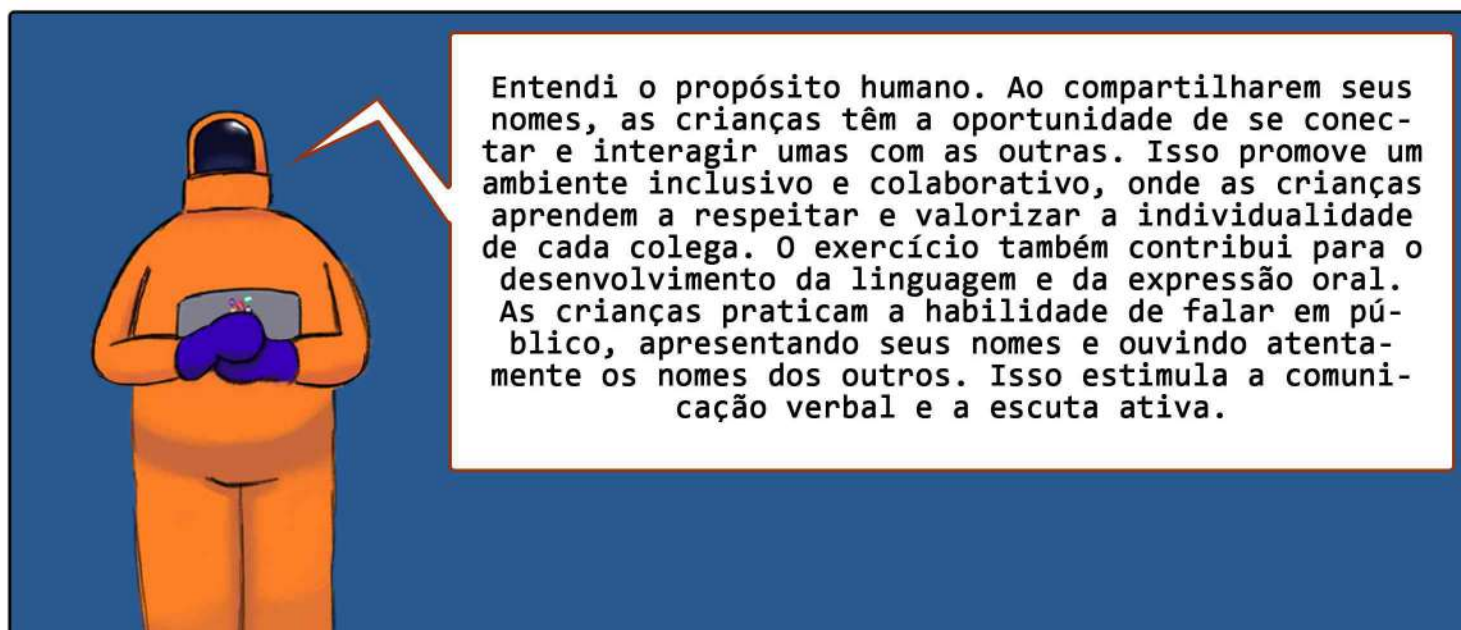 Entendi o propósito humano. Ao compartilharem seus
nomes, as crianças têm a oportunidade de se conec-
tar e interagir umas com as outras. Isso promove um
ambiente inclusivo e colaborativo, onde as crianças
aprendem a respeitar e valorizar a individualidade
de cada colega. O exercício também contribui para o
desenvolvimento da linguagem e da expressão oral.
As crianças praticam a habilidade de falar em pú-
blico, apresentando seus nomes e ouvindo atenta-
mente os nomes dos outros. Isso estimula a comuni-
cação verbal e a escuta ativa.